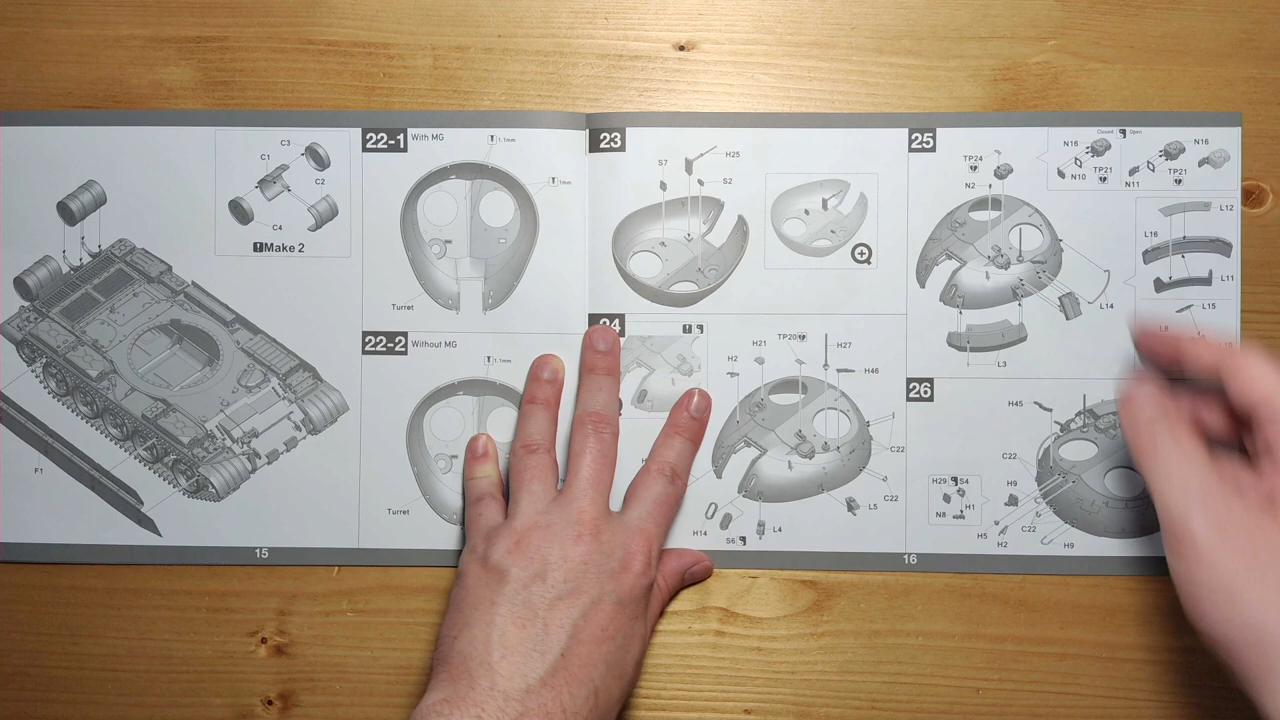 C3
C1
C2
C4
!Make 2
F1
15
22-1 With MG
1.1mm
1mm
Turret
22-2 Without MG
1.1mm
Turret
23
S7
H25
S2
24
H21
TP20
H27
H2
H46
C22
C22
L5
H14
S6
L4
25
Closed Open
N16
N16
TP24
TP21
TP21
N10
N11
N2
L12
L16
L11
L14
L15
L8
L3
26
H45
C22
H29 S4
H9
H1
N8
H5
C22
H2
H9
16